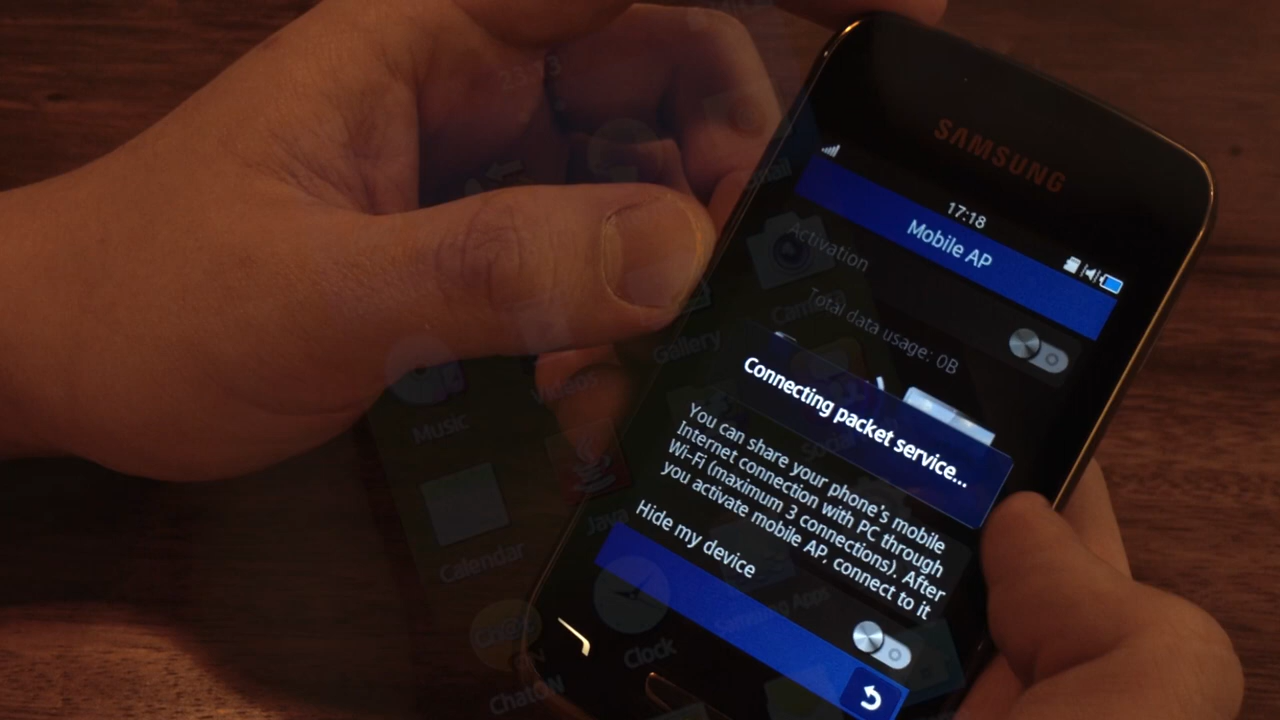 SAMSUNG
17:18
Mobile AP
Activation
Total data usage: 0B
Connecting packet service...
You can share your phone's mobile
Internet connection with PC through
Wi-Fi (maximum 3 connections). After
you activate mobile AP, connect to it
Hide my device
Camera
Gallery
Videos
Music
Java
Calendar
Samsung Apps
Clock
ChatON